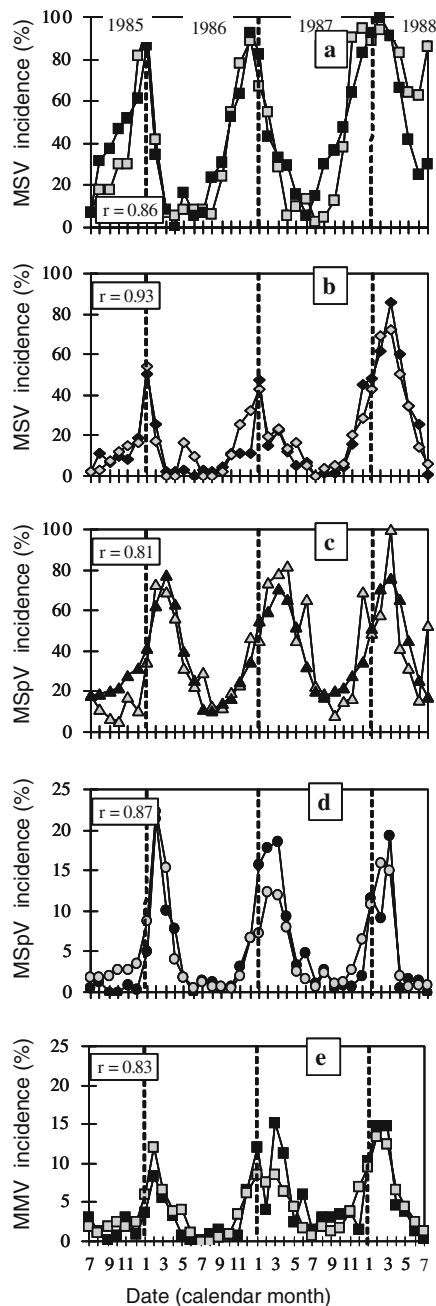 1985 1986 1987 1988
a
MSV incidence (%)
100
80
60
40
20
0
r = 0.86
b
MSV incidence (%)
100
80
60
40
20
0
r = 0.93
c
MSpV incidence (%)
100
80
60
40
20
0
r = 0.81
d
MSpV incidence (%)
25
20
15
10
5
0
r = 0.87
e
MMV incidence (%)
25
20
15
10
5
0
r = 0.83
7 9 11 1 3 5 7 9 11 1 3 5 7 9 11 1 3 5 7
Date (calendar month)